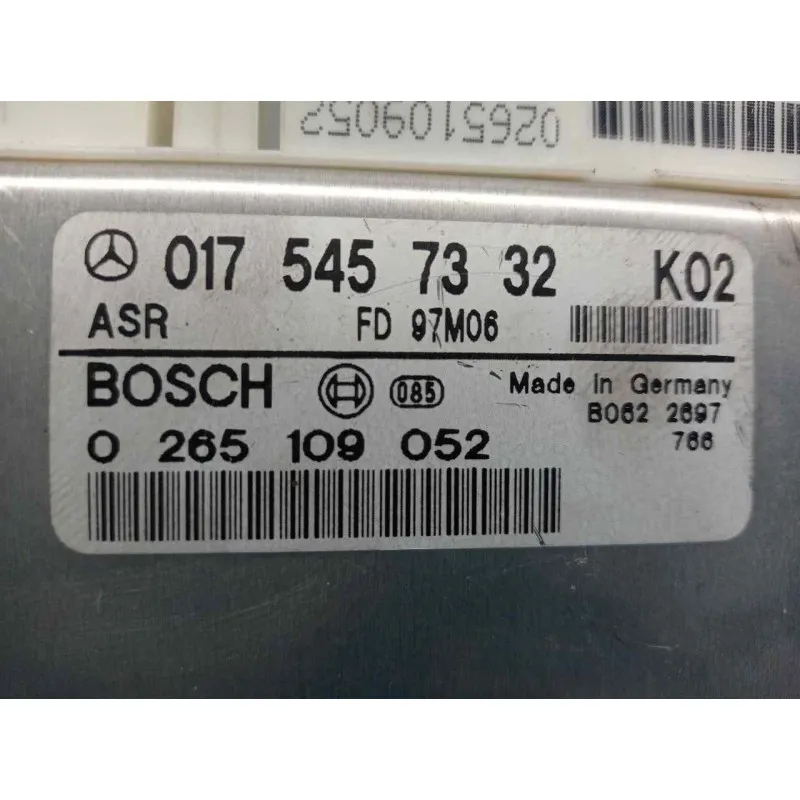 0265109052
017 545 73 32 K02
ASR FD 97M06
BOSCH 085 Made in Germany
B062 2697
0 265 109 052 766